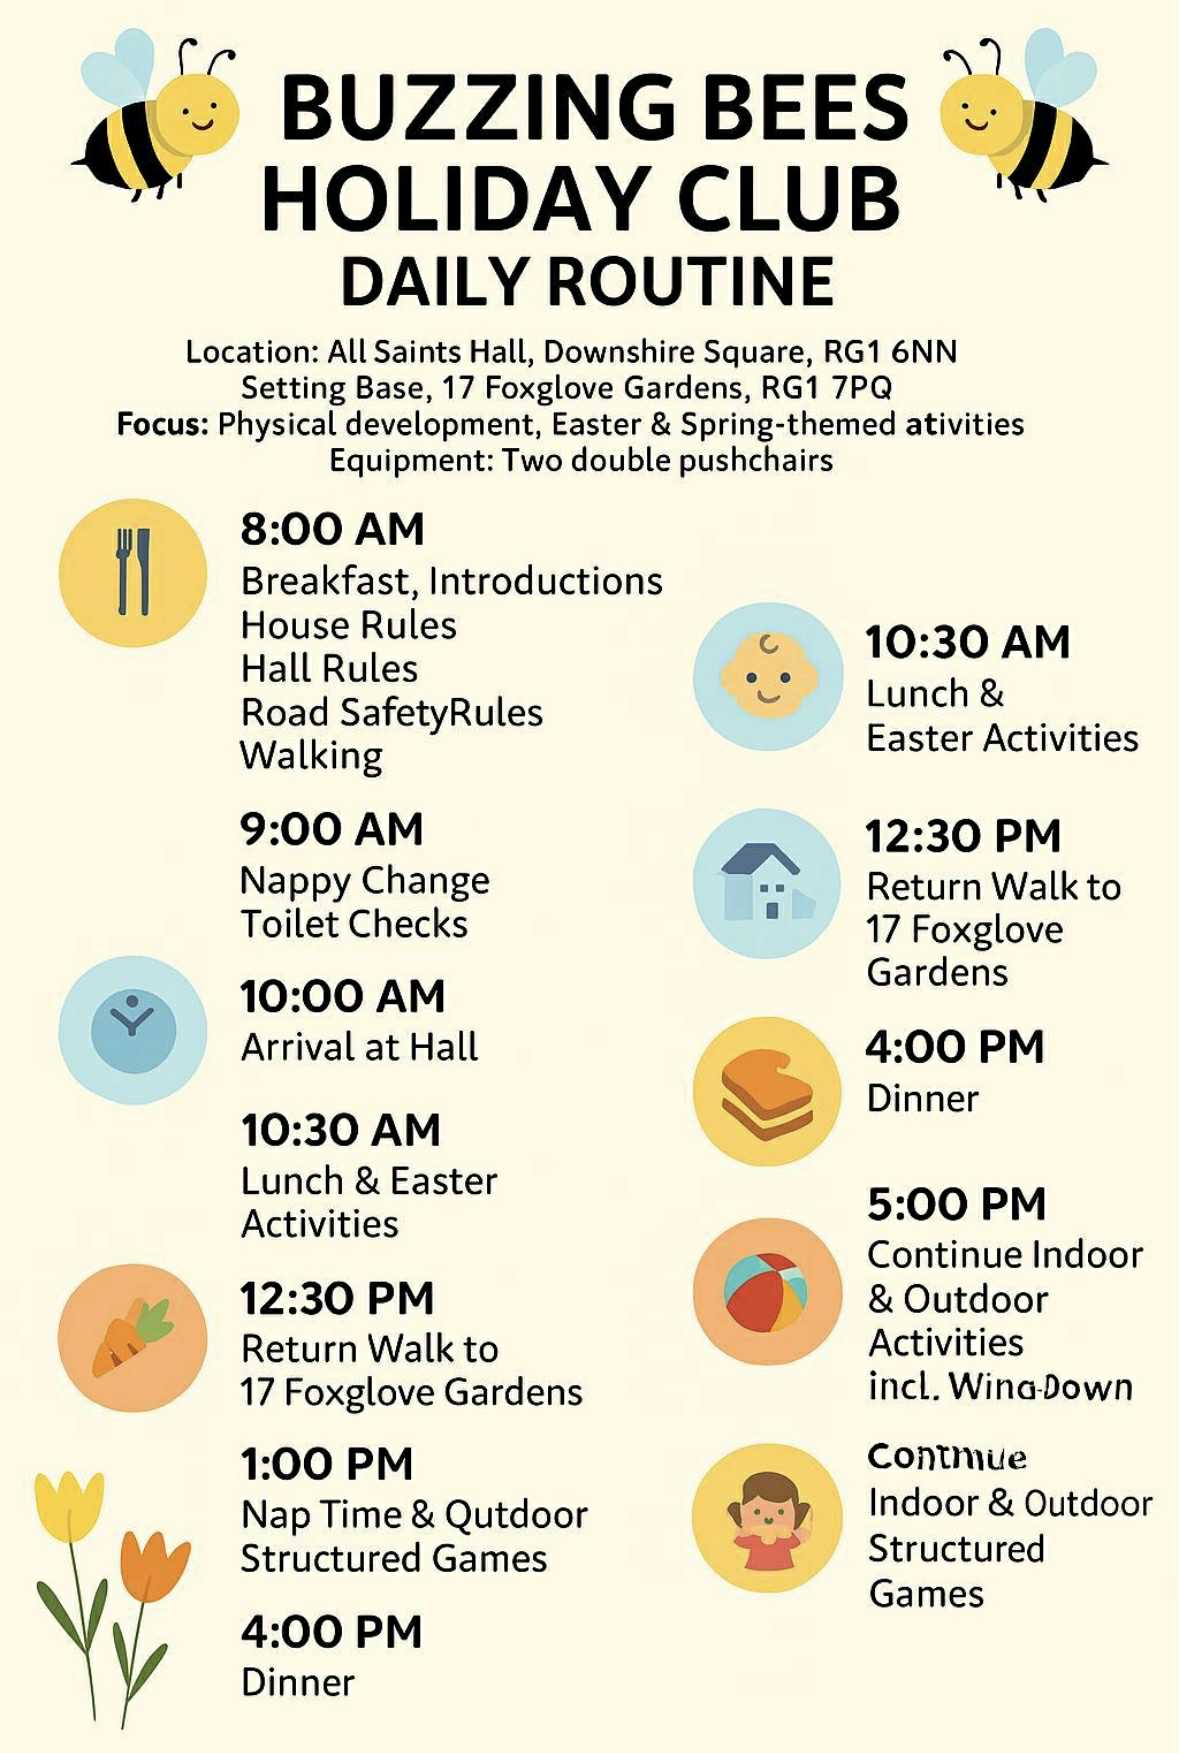 BUZZING BEES
HOLIDAY CLUB
DAILY ROUTINE
Location: All Saints Hall, Downshire Square, RG1 6NN
Setting Base, 17 Foxglove Gardens, RG1 7PQ
Focus: Physical development, Easter & Spring-themed ativities
Equipment: Two double pushchairs
8:00 AM
Breakfast, Introductions
House Rules
Hall Rules
Road SafetyRules
Walking
9:00 AM
Nappy Change
Toilet Checks
10:00 AM
Arrival at Hall
10:30 AM
Lunch & Easter
Activities
12:30 PM
Return Walk to
17 Foxglove Gardens
1:00 PM
Nap Time & Qutdoor
Structured Games
4:00 PM
Dinner
10:30 AM
Lunch &
Easter Activities
12:30 PM
Return Walk to
17 Foxglove
Gardens
4:00 PM
Dinner
5:00 PM
Continue Indoor
& Outdoor
Activities
incl.
Indoor & Outdoor
Structured
Games